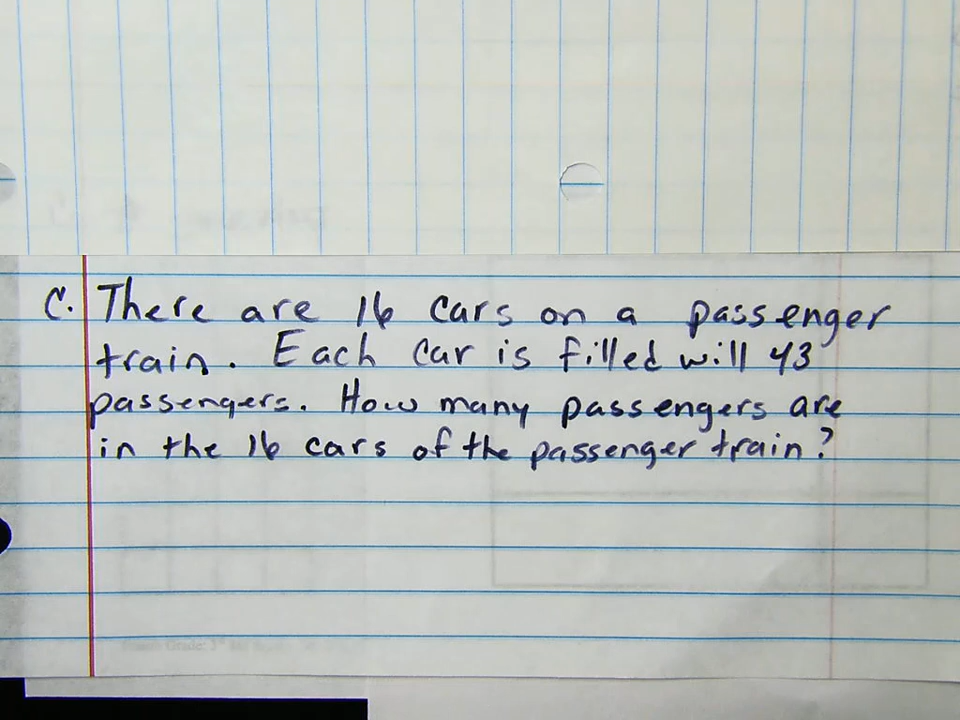 C. There are 16 cars on a passenger
train. Each car is filled will 43
passengers. How many passengers are
in the 16 cars of the passenger train?